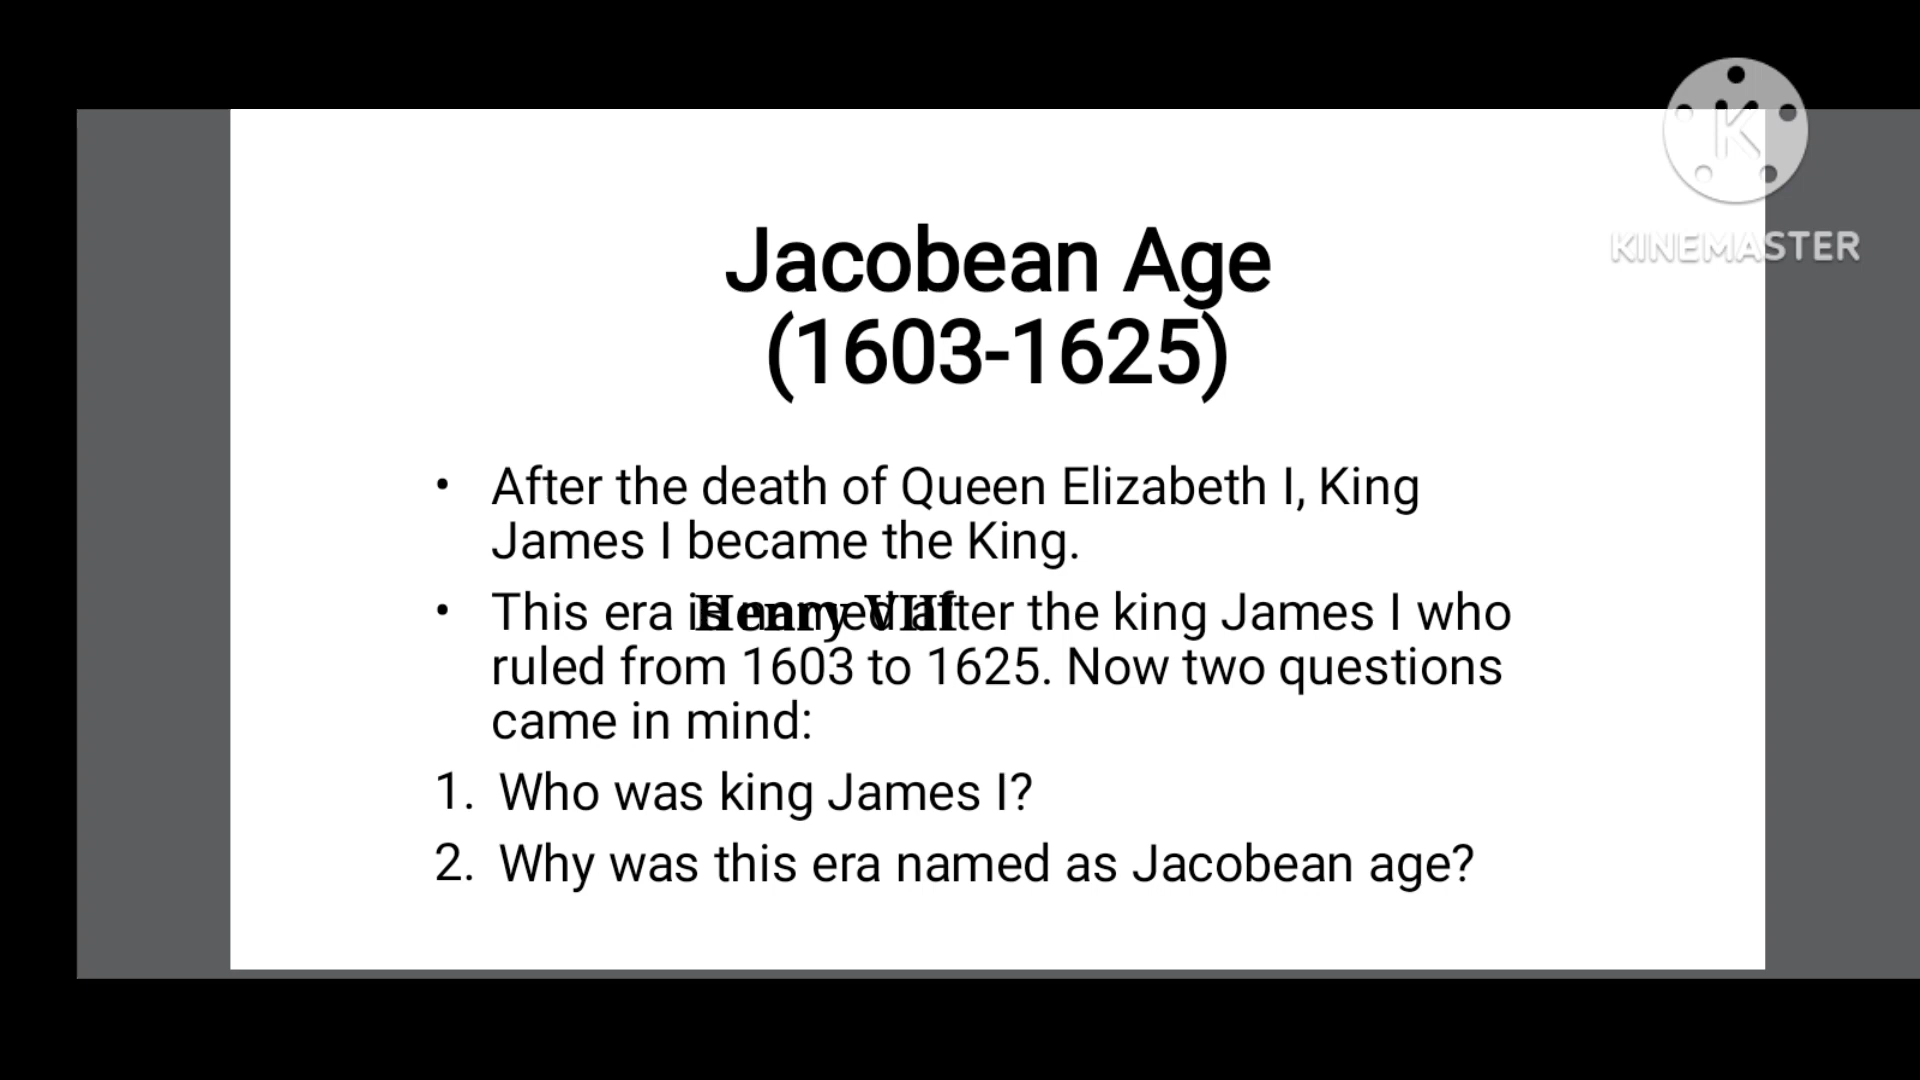 KINEMASTER
Jacobean Age
(1603-1625)
• After the death of Queen Elizabeth I, King
James I became the King.
• This era is named after the king James I who
Henry VIII
ruled from 1603 to 1625. Now two questions
came in mind:
1. Who was king James I?
2. Why was this era named as Jacobean age?